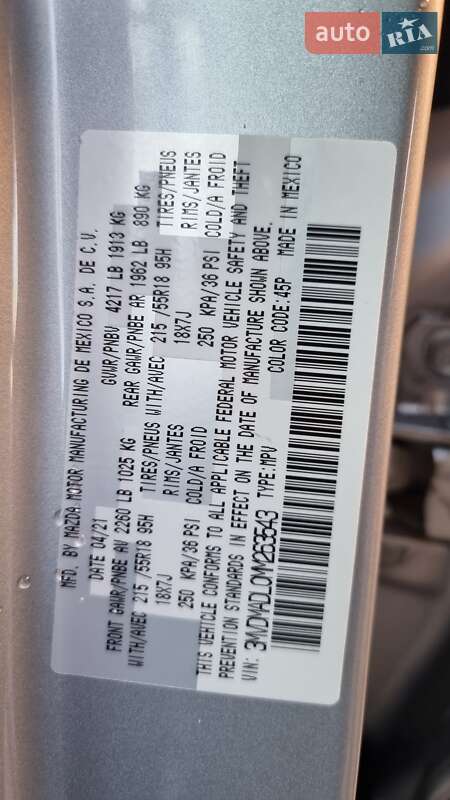 auto RIA.com
MFD. BY MAZDA MOTOR MANUFACTURING DE MEXICO S.A. DE C.V.
DATE 04/21 GVWR/PNBV 4217 LB 1913 KG
FRONT GAWR/PNBE AV 2260 LB 1025 KG REAR GAWR/PNBE AR 1962 LB 890 KG
WITH/AVEC 215 /55R18 95H TIRES/PNEUS WITH/AVEC 215 /55R18 95H TIRES/PNEUS
18X7J RIMS/JANTES 18X7J RIMS/JANTES
250 KPA/36 PSI COLD/A FROID 250 KPA/36 PSI COLD/A FROID
THIS VEHICLE CONFORMS TO ALL APPLICABLE FEDERAL MOTOR VEHICLE SAFETY AND THEFT
PREVENTION STANDARDS IN EFFECT ON THE DATE OF MANUFACTURE SHOWN ABOVE.
VIN: 3MVDMADL0MM263543 TYPE:MPV COLOR CODE:45P MADE IN MEXICO